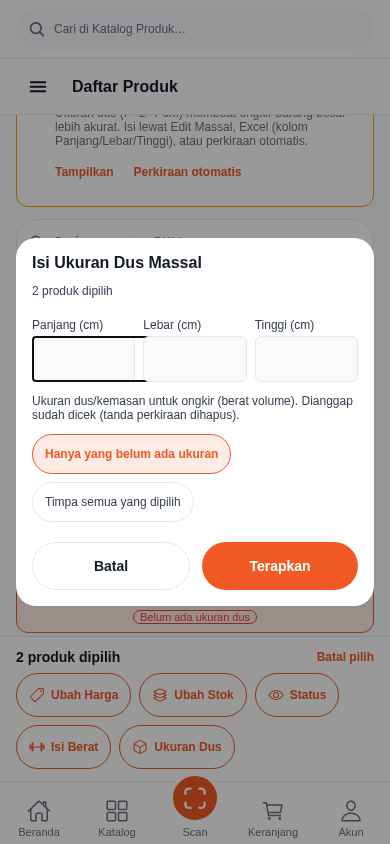 Cari di Katalog Produk...
Daftar Produk
lebih akurat. Isi lewat Edit Massal, Excel (kolom
Panjang/Lebar/Tinggi), atau perkiraan otomatis.
Tampilkan
Perkiraan otomatis
Isi Ukuran Dus Massal
2 produk dipilih
Panjang (cm)
Lebar (cm)
Tinggi (cm)
Ukuran dus/kemasan untuk ongkir (berat volume). Dianggap
sudah dicek (tanda perkiraan dihapus).
Hanya yang belum ada ukuran
Timpa semua yang dipilih
Batal
Terapkan
Belum ada ukuran dus
2 produk dipilih
Batal pilih
Ubah Harga
Ubah Stok
Status
Isi Berat
Ukuran Dus
Beranda
Katalog
Scan
Keranjang
Akun